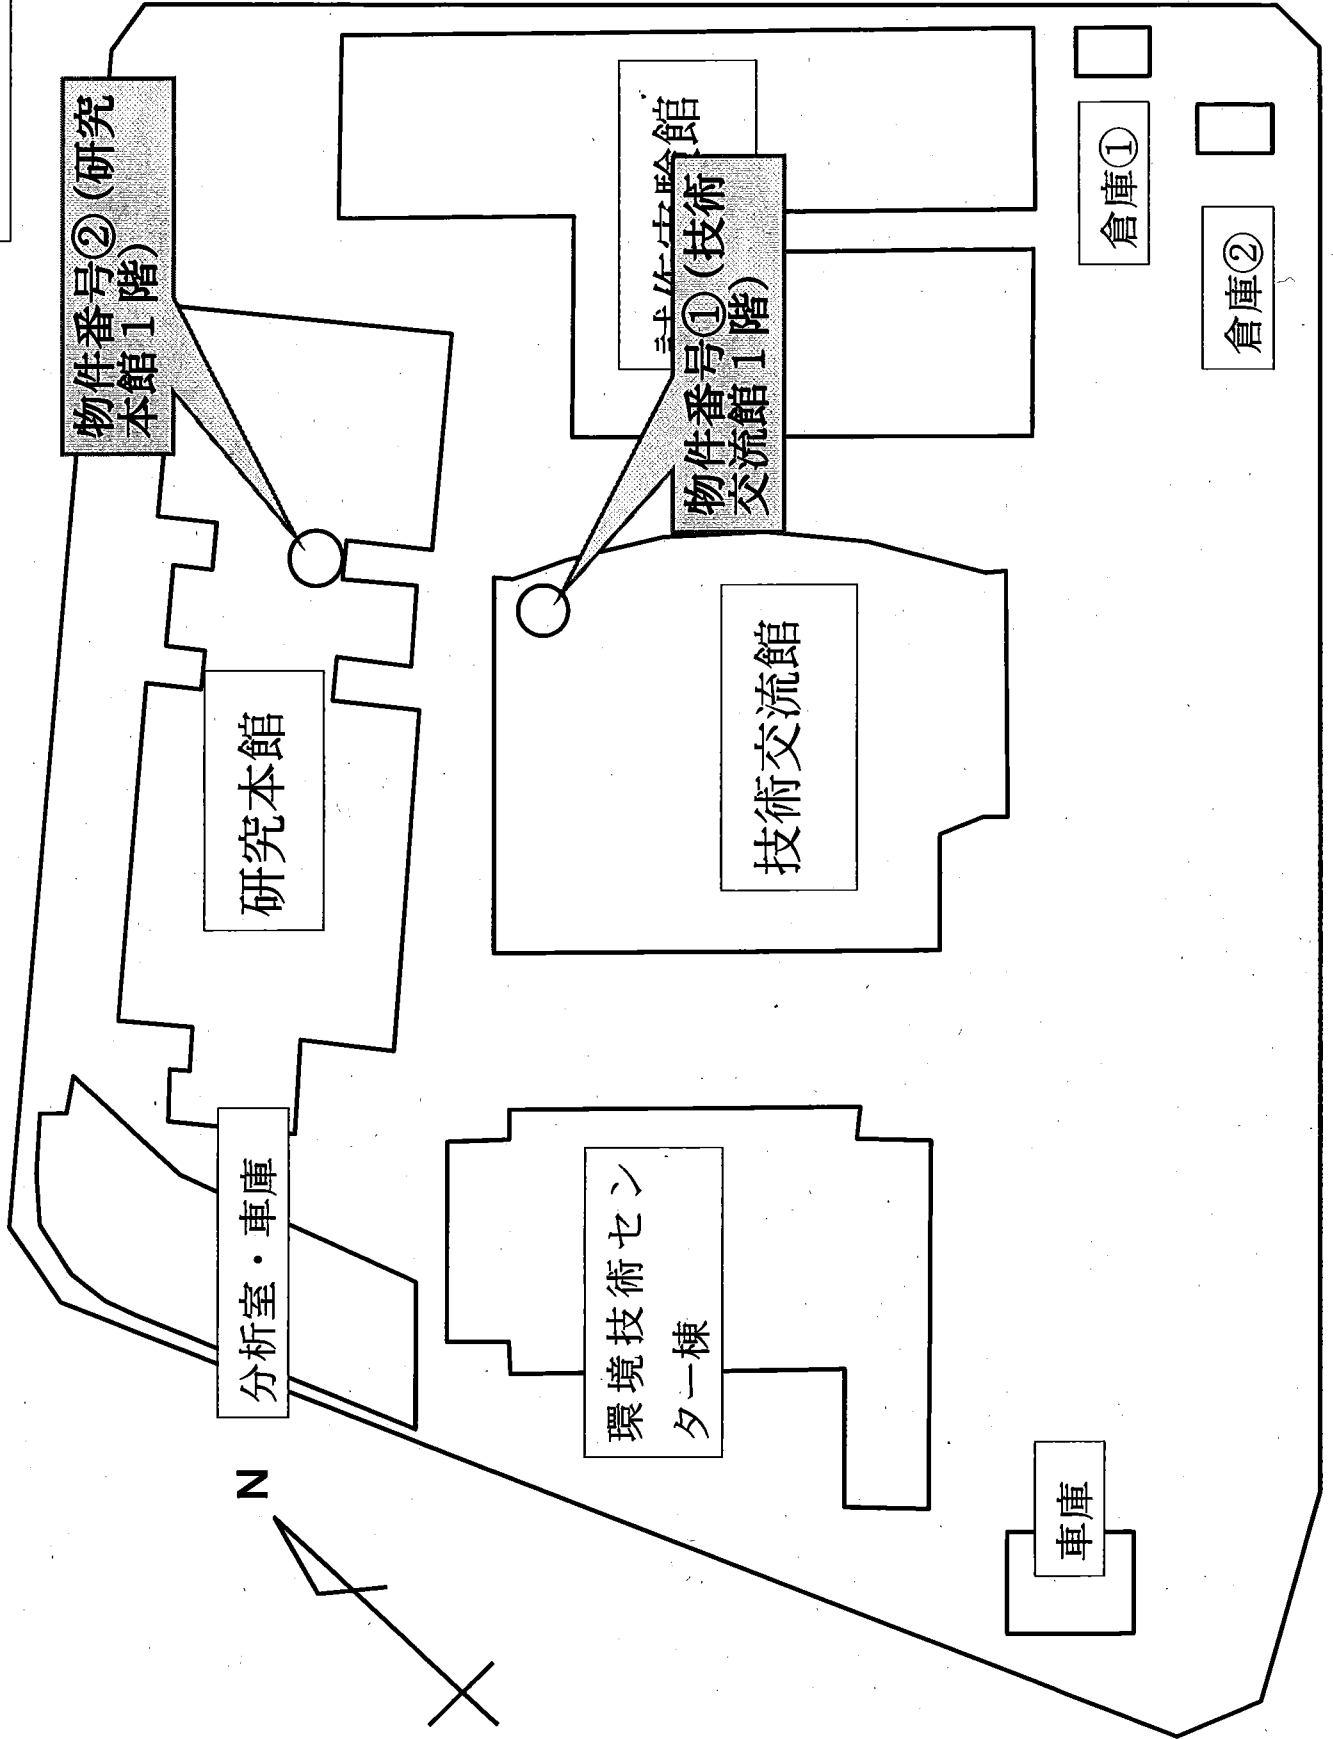 物件番号②(研究
本館1階)
物件番号①(技術
交流館1階)
研究本館
技術交流館
倉庫①
倉庫②
分析室・車庫
環境技術セン
ター棟
車庫
N